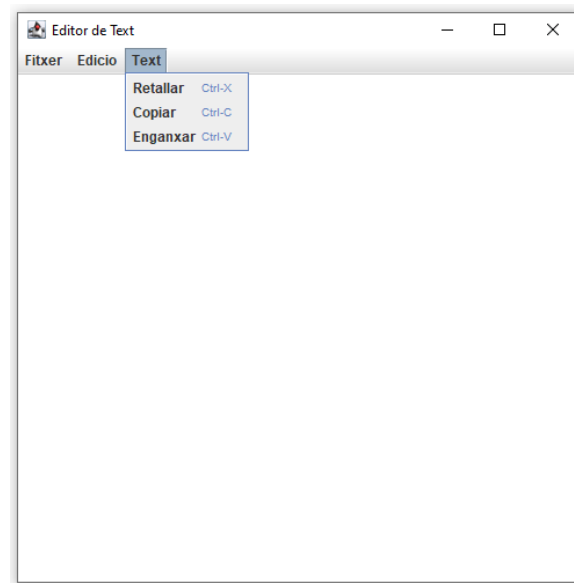 Editor de Text
Fitxer Edicio Text
Retallar Ctrl-X
Copiar Ctrl-C
Enganxar Ctrl-V